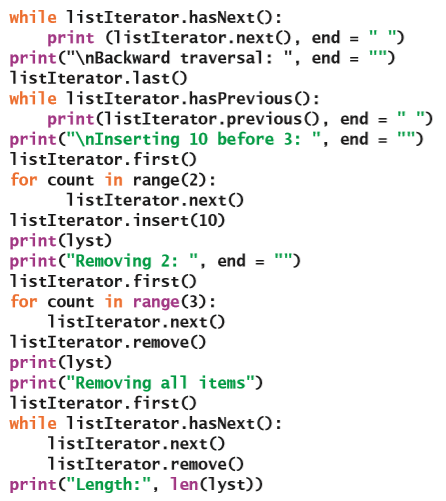 while listIterator.hasNext():
    print (listIterator.next(), end = " ")
print("\nBackward traversal: ", end = "")
listIterator.last()
while listIterator.hasPrevious():
    print(listIterator.previous(), end = " ")
print("\nInserting 10 before 3: ", end = "")
listIterator.first()
for count in range(2):
      listIterator.next()
listIterator.insert(10)
print(lyst)
print("Removing 2: ", end = "")
listIterator.first()
for count in range(3):
    listIterator.next()
listIterator.remove()
print(lyst)
print("Removing all items")
listIterator.first()
while listIterator.hasNext():
    listIterator.next()
    listIterator.remove()
print("Length:", len(lyst))